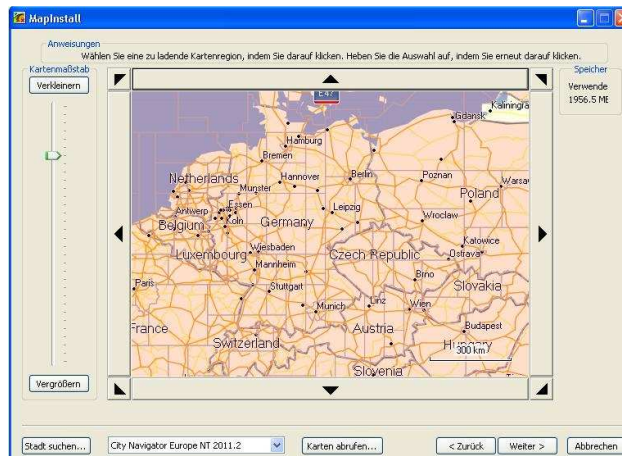 MapInstall
Anweisungen
Wählen Sie eine zu ladende Kartenregion, indem Sie darauf klicken. Heben Sie die Auswahl auf, indem Sie erneut darauf klicken.
Kartenmaßstab
Verkleinern
Speicher
Verwende
1956.5 ME
E47
Kaliningra
Gdansk
Hamburg
Bremen
Netherlands
Hannover
Berlin
Poznan
Warsaw
Munster
Poland
Antwerp
Essen
Leipzig
Belgium
Koln
Germany
Wroclaw
Wiesbaden
Katowice
Luxembourg
Czech Republic
Ostrava
Mannheim
Brno
Paris
Stuttgart
Slovakia
Munich
Linz
Wien
France
Austria
Budapest
Switzerland
Hungary
300 km
Slovenia
Vergrößern
Stadt suchen...
City Navigator Europe NT 2011.2
Karten abrufen...
< Zurück
Weiter >
Abbrechen